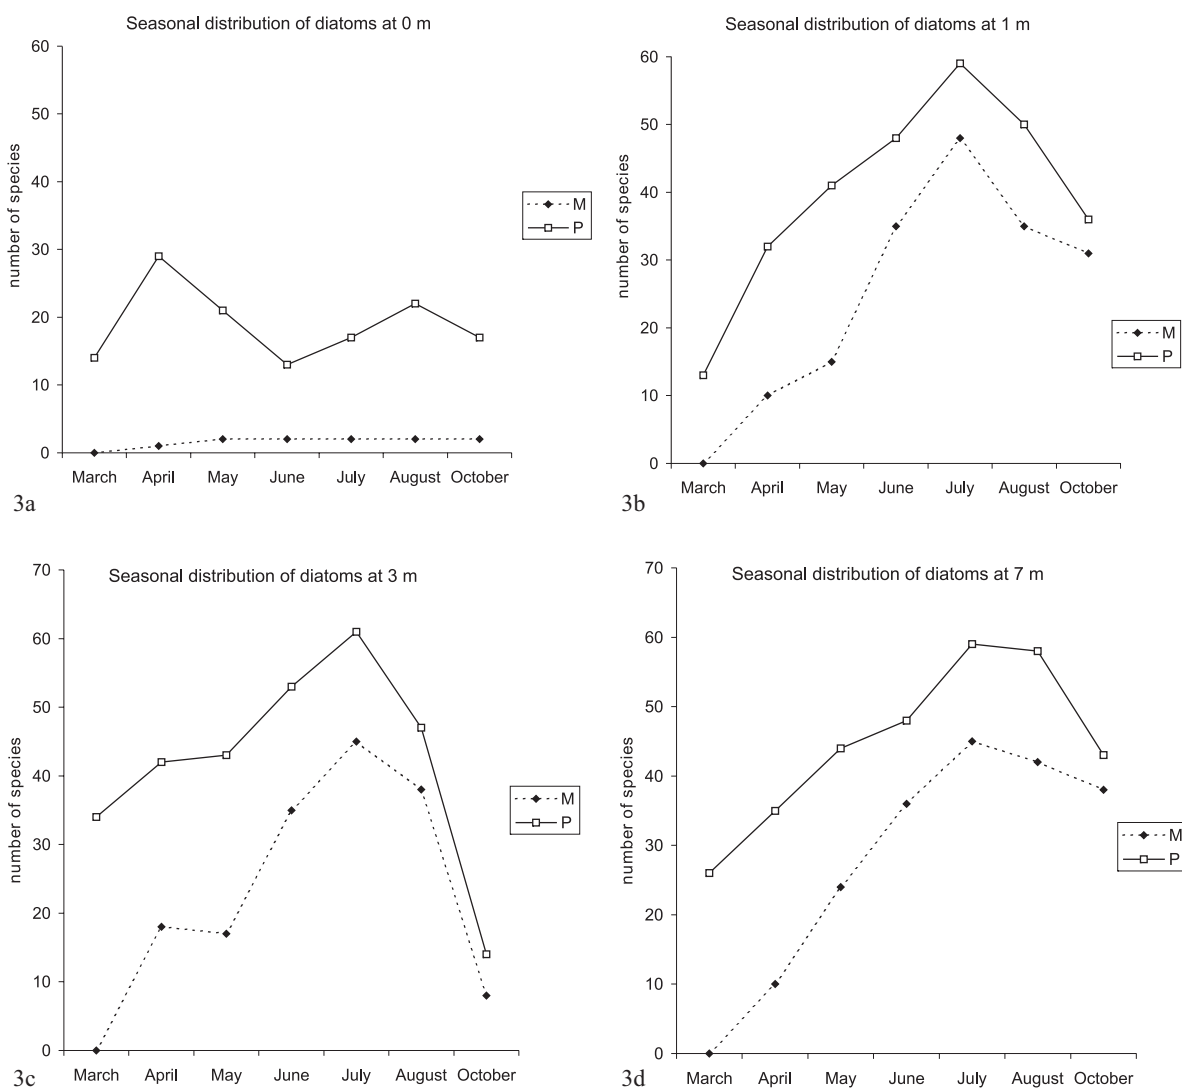 Seasonal distribution of diatoms at 0 m
60
50
40
30
20
10
0
number of species
March April May June July August October
M
P
3a
Seasonal distribution of diatoms at 1 m
60
50
40
30
20
10
0
number of species
March April May June July August October
M
P
3b
Seasonal distribution of diatoms at 3 m
70
60
50
40
30
20
10
0
number of species
March April May June July August October
M
P
3c
Seasonal distribution of diatoms at 7 m
70
60
50
40
30
20
10
0
number of species
March April May June July August October
M
P
3d